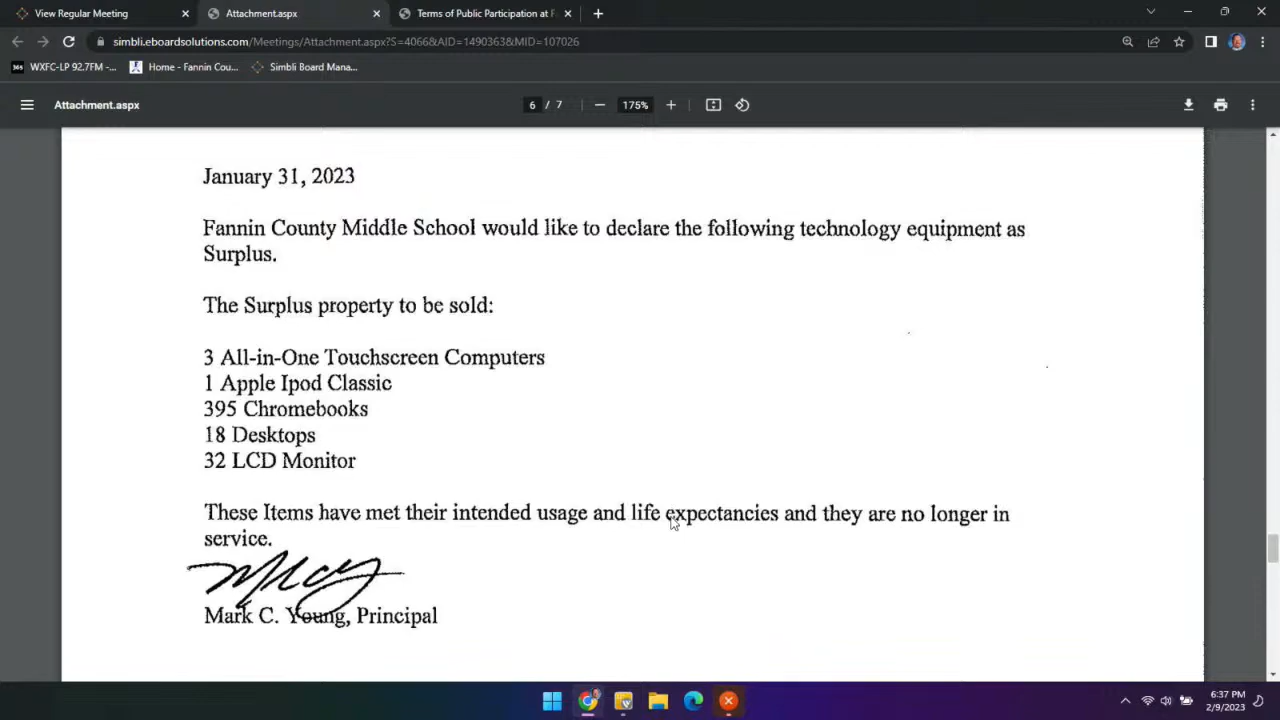 View Regular Meeting
Attachment.aspx
Terms of Public Participation at F
simbli.eboardsolutions.com/Meetings/Attachment.aspx?S=4066&AID=1490363&MID=107026
WXFC-LP 92.7FM -...
Home - Fannin Cou...
Simbli Board Mana...
Attachment.aspx
6 / 7
175%
January 31, 2023
Fannin County Middle School would like to declare the following technology equipment as
Surplus.
The Surplus property to be sold:
3 All-in-One Touchscreen Computers
1 Apple Ipod Classic
395 Chromebooks
18 Desktops
32 LCD Monitor
These Items have met their intended usage and life expectancies and they are no longer in
service.
Mark C. Young, Principal
6:37 PM
2/9/2023